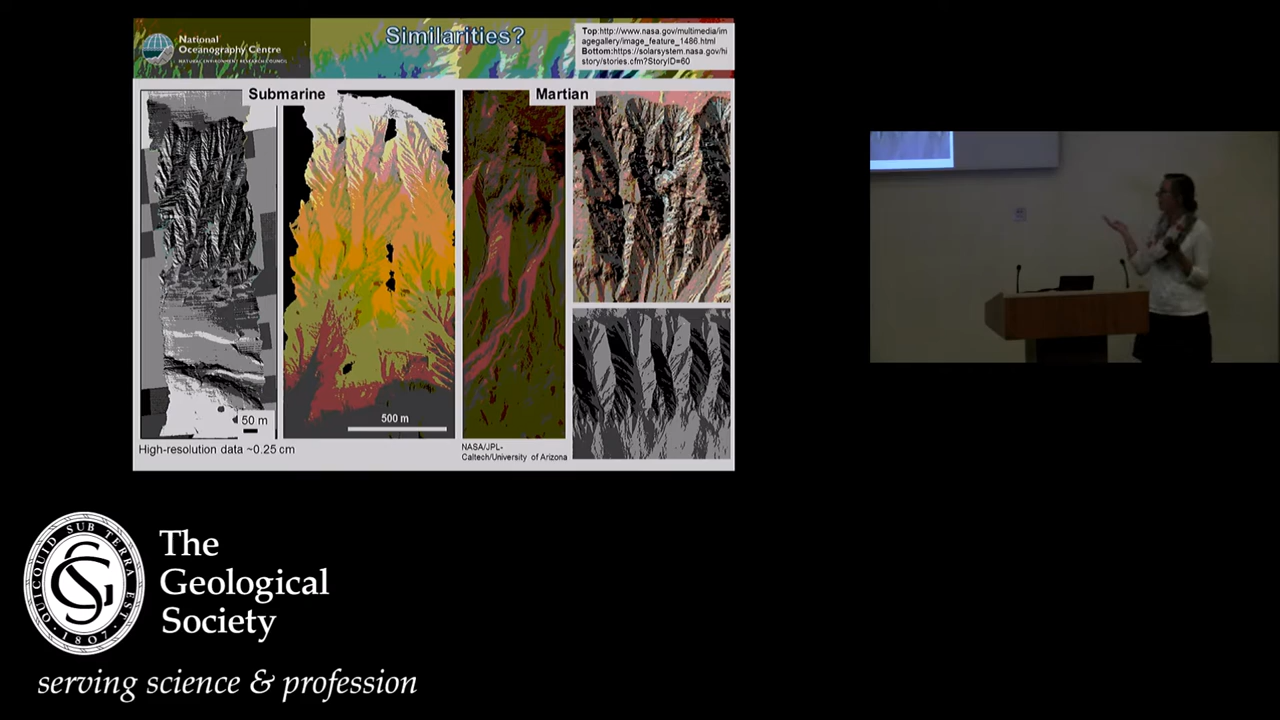 National
Oceanography Centre
NATURAL ENVIRONMENT RESEARCH COUNCIL
Similarities?
Top:http://www.nasa.gov/multimedia/im
agegallery/image_feature_1486.html
Bottom:https://solarsystem.nasa.gov/hi
story/stories.cfm?StoryID=60
Submarine
Martian
50 m
500 m
High-resolution data ~0.25 cm
NASA/JPL-
Caltech/University of Arizona
QUICQUID SUB TERRA EST
1807
The
Geological
Society
serving science & profession